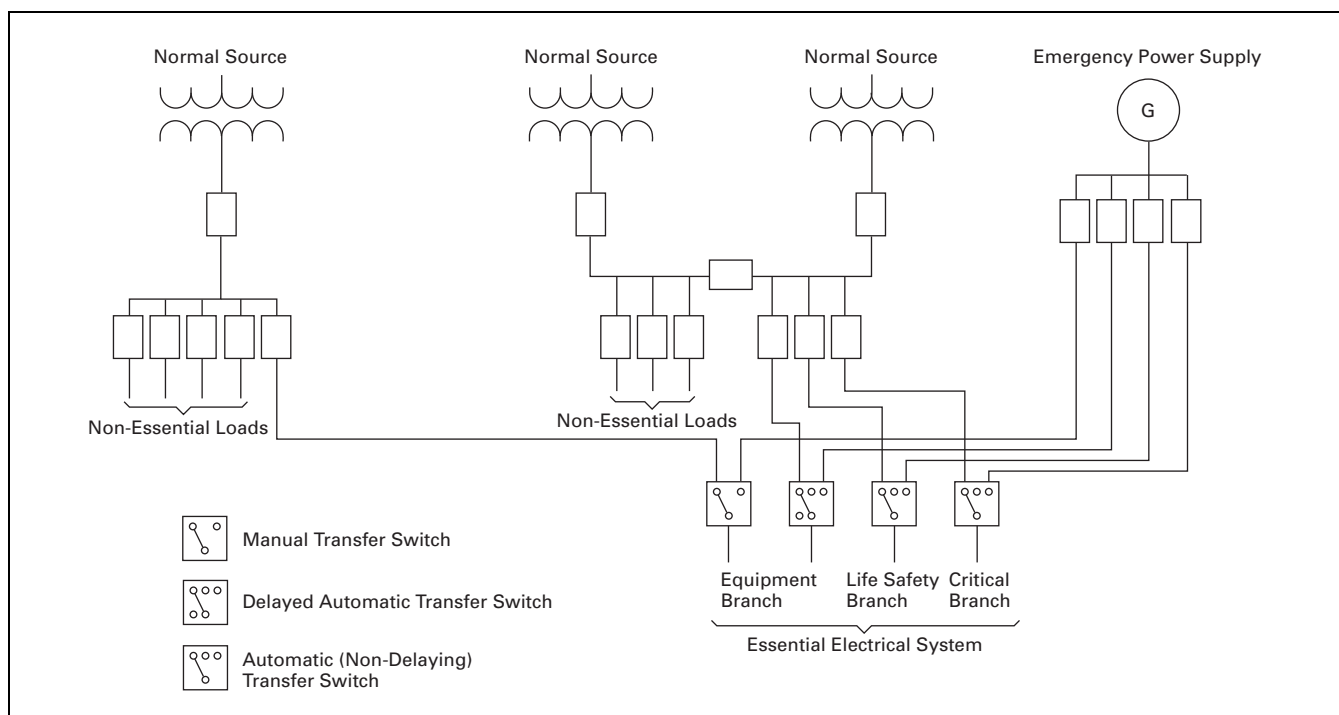 Normal Source
Normal Source
Normal Source
Emergency Power Supply
G
Non-Essential Loads
Non-Essential Loads
Manual Transfer Switch
Delayed Automatic Transfer Switch
Automatic (Non-Delaying)
Transfer Switch
Equipment
Branch
Life Safety
Branch
Critical
Branch
Essential Electrical System